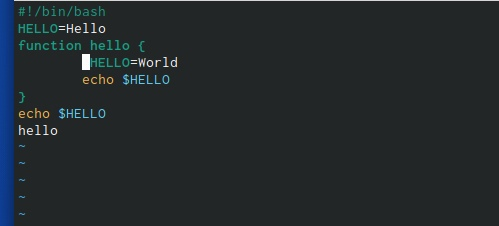 #!/bin/bash
HELLO=Hello
function hello {
        HELLO=World
        echo $HELLO
}
echo $HELLO
hello
~
~
~
~
~